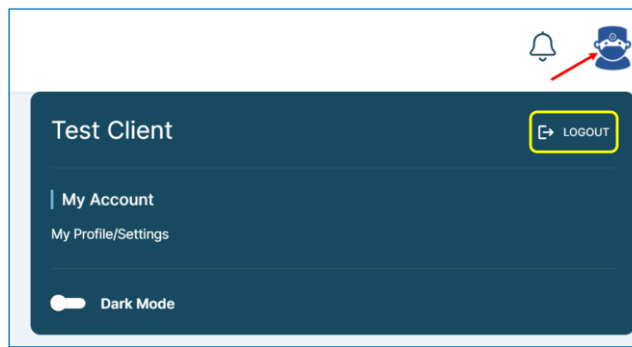 Test Client
LOGOUT
My Account
My Profile/Settings
Dark Mode